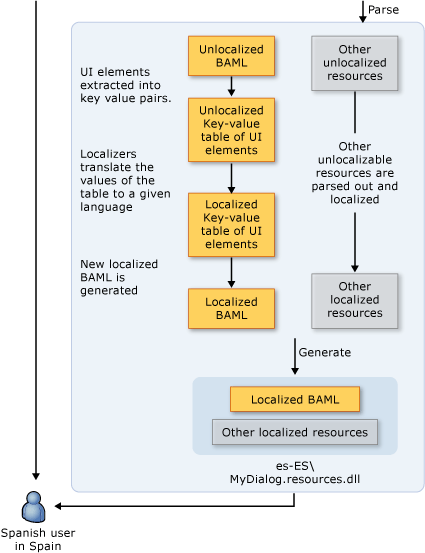 Parse
Unlocalized
BAML
Other
unlocalized
resources
UI elements
extracted into
key value pairs.
Unlocalized
Key-value
table of UI
elements
Other
unlocalizable
resources are
parsed out and
localized
Localizers
translate the
values of the
table to a given
language
Localized
Key-value
table of UI
elements
New localized
BAML is
generated
Localized
BAML
Other
localized
resources
Generate
Localized BAML
Other localized resources
es-ES\
MyDialog.resources.dll
Spanish user
in Spain